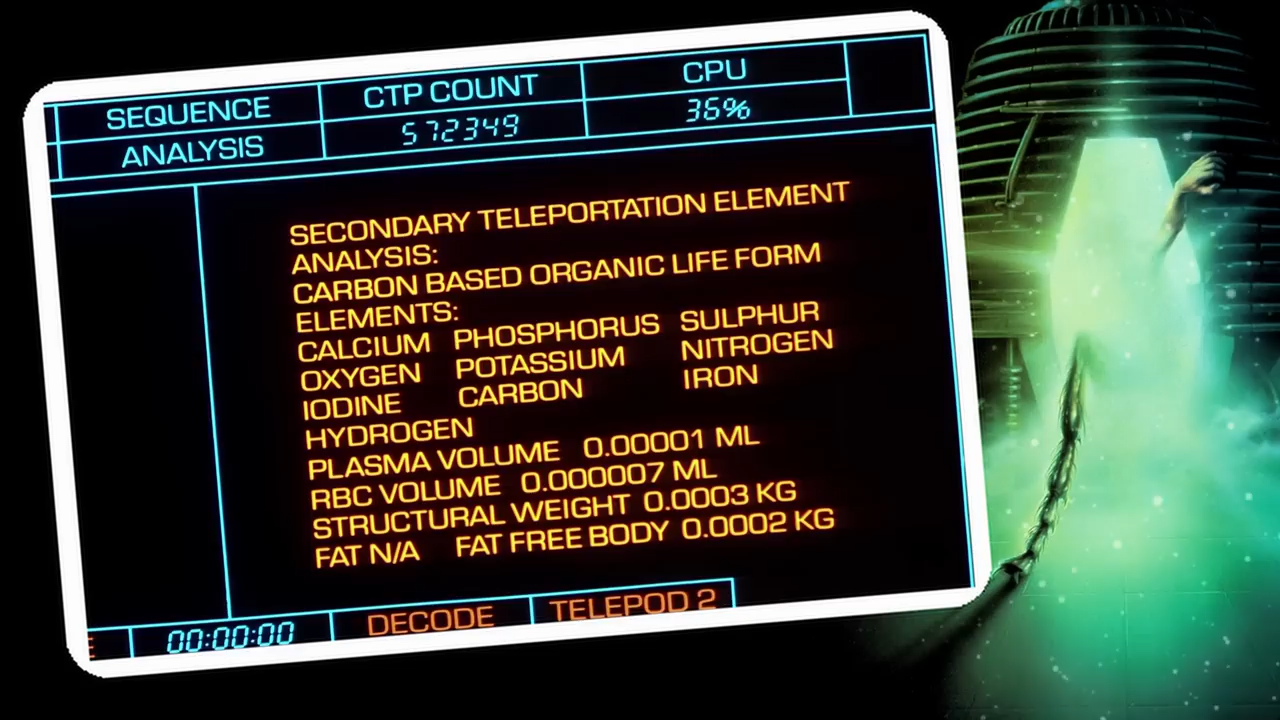 SEQUENCE CTP COUNT CPU
ANALYSIS 572349 36%
SECONDARY TELEPORTATION ELEMENT
ANALYSIS:
CARBON BASED ORGANIC LIFE FORM
ELEMENTS:
CALCIUM PHOSPHORUS SULPHUR
OXYGEN POTASSIUM NITROGEN
IODINE CARBON IRON
HYDROGEN
PLASMA VOLUME 0.00001 ML
RBC VOLUME 0.000007 ML
STRUCTURAL WEIGHT 0.0003 KG
FAT N/A FAT FREE BODY 0.0002 KG
00:00:00 DECODE TELEPOD 2